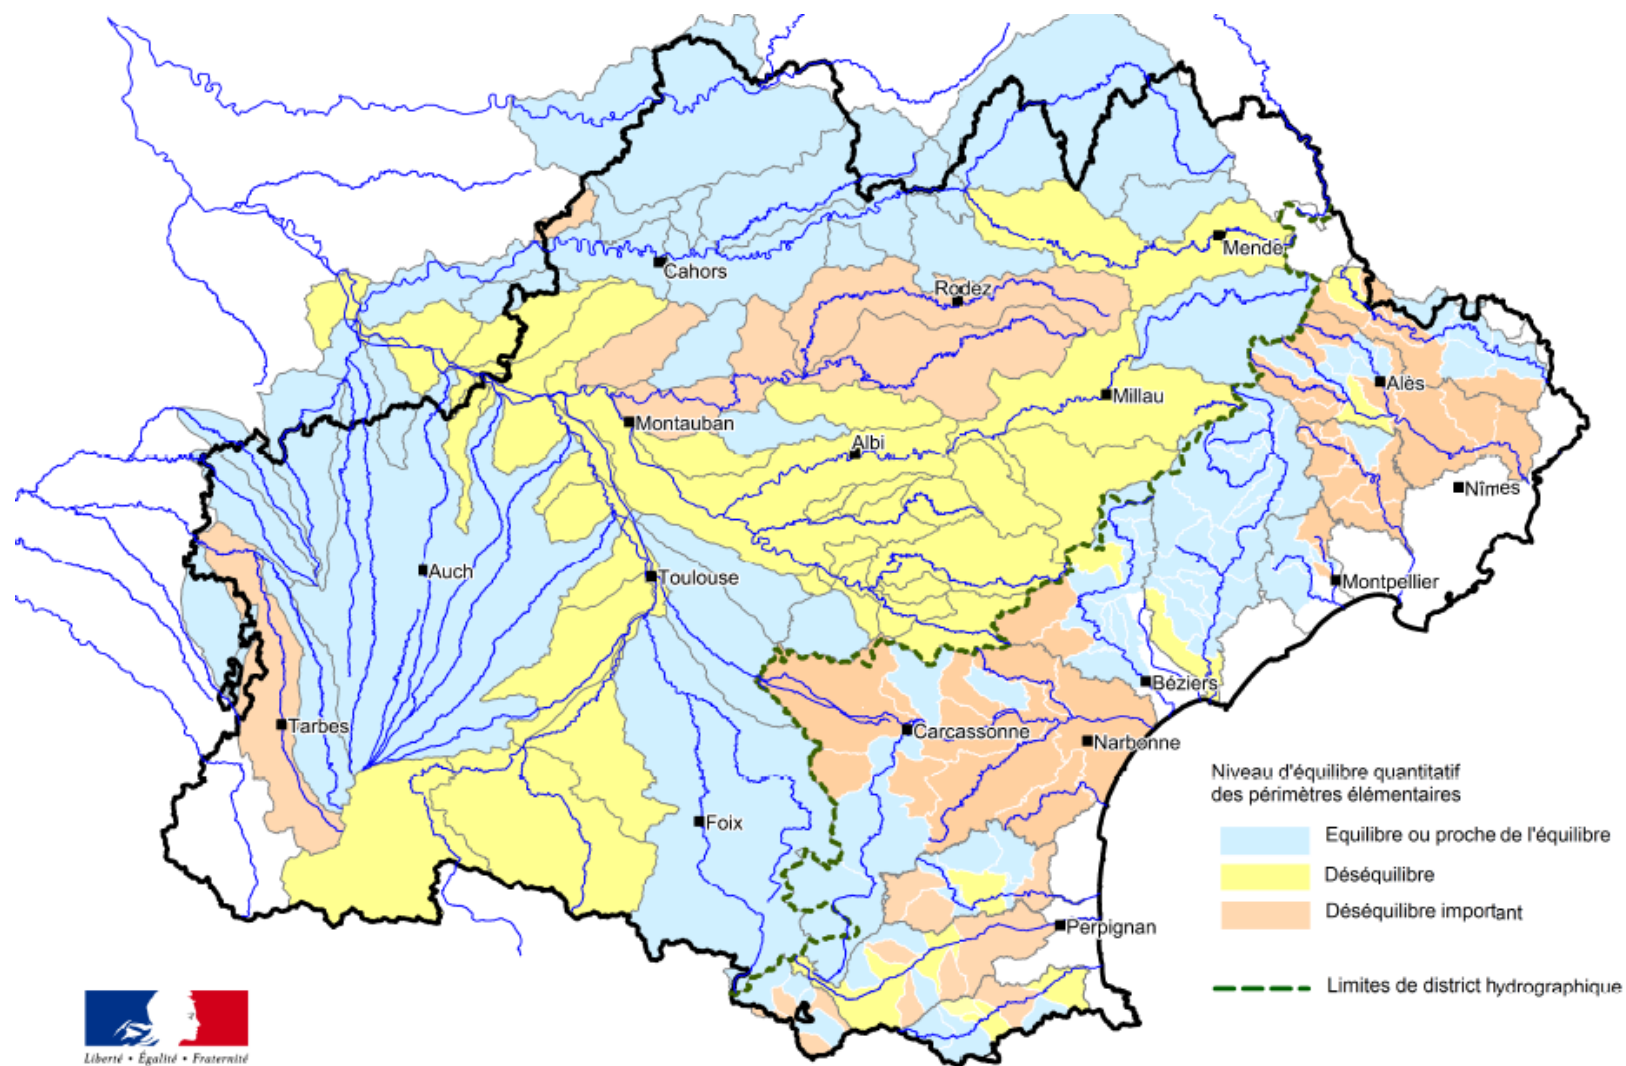 Cahors
Mende
Rodez
Alès
Millau
Montauban
Albi
Nîmes
Auch
Toulouse
Montpellier
Béziers
Tarbes
Carcassonne
Narbonne
Foix
Perpignan
Niveau d'équilibre quantitatif
des périmètres élémentaires
Equilibre ou proche de l'équilibre
Déséquilibre
Déséquilibre important
Limites de district hydrographique
Liberté • Égalité • Fraternité